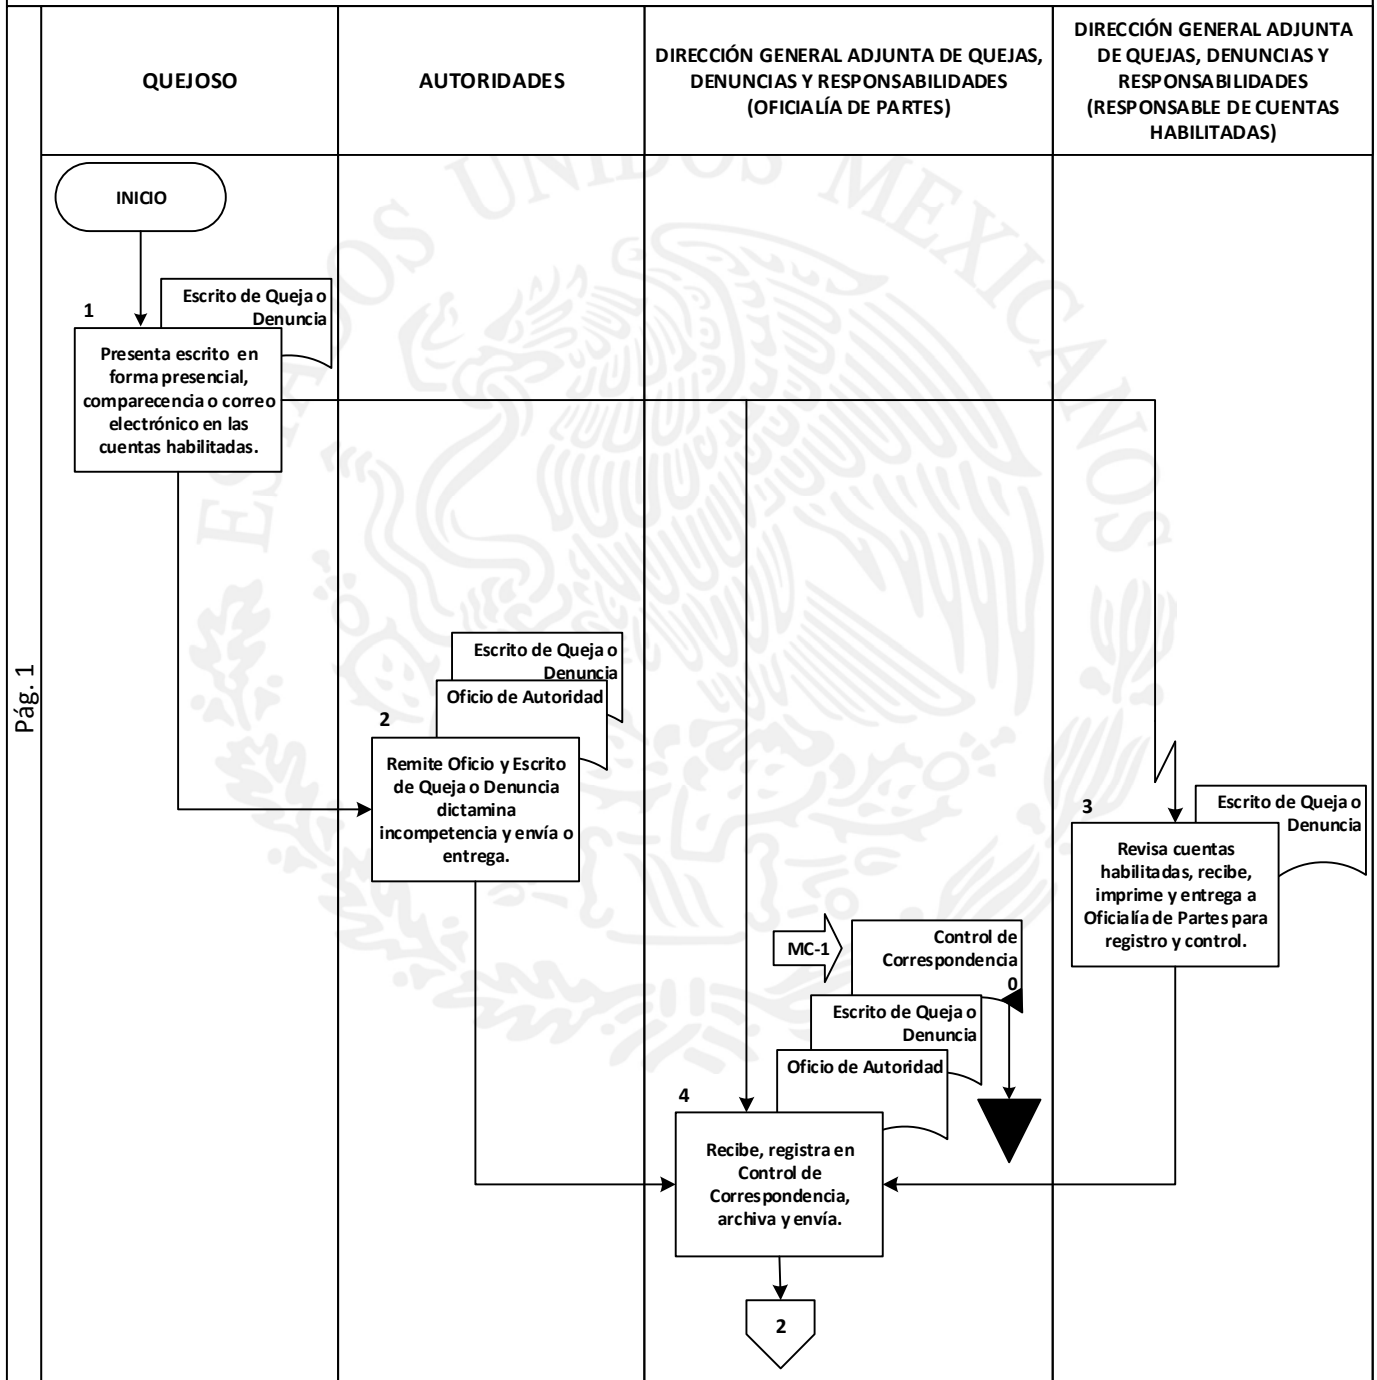 QUEJOSO
AUTORIDADES
DIRECCIÓN GENERAL ADJUNTA DE QUEJAS,
DENUNCIAS Y RESPONSABILIDADES
(OFICIALÍA DE PARTES)
DIRECCIÓN GENERAL ADJUNTA
DE QUEJAS, DENUNCIAS Y
RESPONSABILIDADES
(RESPONSABLE DE CUENTAS
HABILITADAS)
Pág. 1
ESTADOS UNIDOS MEXICANOS
INICIO
1
Escrito de Queja o
Denuncia
Presenta escrito en
forma presencial,
comparecencia o correo
electrónico en las
cuentas habilitadas.
Escrito de Queja o
Denuncia
Oficio de Autoridad
2
Remite Oficio y Escrito
de Queja o Denuncia
dictamina
incompetencia y envía o
entrega.
3
Escrito de Queja o
Denuncia
Revisa cuentas
habilitadas, recibe,
imprime y entrega a
Oficialía de Partes para
registro y control.
MC-1
Control de
Correspondencia
0
Escrito de Queja o
Denuncia
Oficio de Autoridad
4
Recibe, registra en
Control de
Correspondencia,
archiva y envía.
2